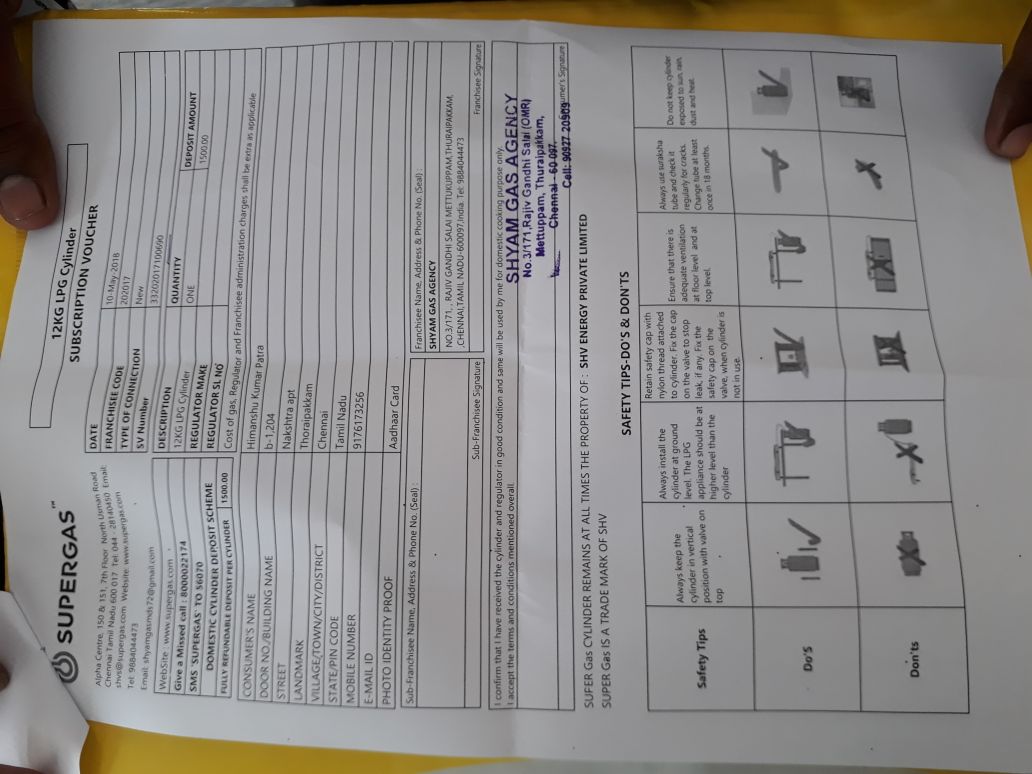 SUPERGAS™
Alpha Centre, 150 & 151, 7th Floor North Usman Road
Chennai Tamil Nadu 600 017 Tel: 044 - 28140450 Email:
shvs@supergas.com Website: www.supergas.com
Tel: 9884044473
Email: shyamgasmds72@gmail.com
12KG LPG Cylinder
SUBSCRIPTION VOUCHER
DATE 10-May-2018
FRANCHISEE CODE 202017
TYPE OF CONNECTION New
SV Number 3320201710069O
WebSite : www.supergas.com
Give a Missed call : 8000022174
SMS 'SUPERGAS' TO 56070
DOMESTIC CYLINDER DEPOSIT SCHEME
FULLY REFUNDABLE DEPOSIT PER CYLINDER 1500.00
DESCRIPTION QUANTITY DEPOSIT AMOUNT
12KG LPG Cylinder ONE 1500.00
REGULATOR MAKE
REGULATOR SL NO
Cost of gas, Regulator and Franchisee administration charges shall be extra as applicable
CONSUMER'S NAME Himanshu Kumar Patra
DOOR NO./BUILDING NAME b-1,204
STREET Nakshtra apt
LANDMARK Thoraipakkam
VILLAGE/TOWN/CITY/DISTRICT Chennai
STATE/PIN CODE Tamil Nadu
MOBILE NUMBER 9176173256
E-MAIL ID
PHOTO IDENTITY PROOF Aadhaar Card
Sub-Franchisee Name, Address & Phone No. (Seal) :
Sub-Franchisee Signature
Franchisee Name, Address & Phone No. (Seal) :
SHYAM GAS AGENCY
NO.3/171, , RAJIV GANDHI SALAI METTUKUPPAM,THURAIPAKKAM,
,CHENNAI,TAMIL NADU-600097,India. Tel: 9884044473
Franchisee Signature
I confirm that I have received the cylinder and regulator in good condition and same will be used by me for domestic cooking purpose only.
I accept the terms and conditions mentioned overall.
SHYAM GAS AGENCY
No.3/171,Rajiv Gandhi Salai (OMR)
Mettuppam, Thuraipakkam,
Chennai - 60 097.
Cell: 90927 20909
Signature
SUPER Gas CYLINDER REMAINS AT ALL TIMES THE PROPERTY OF : SHV ENERGY PRIVATE LIMITED
SUPER Gas IS A TRADE MARK OF SHV
SAFETY TIPS-DO'S & DON'TS
Safety Tips
Always keep the
cylinder in vertical
position with valve on
top
Always install the
cylinder at ground
level. The LPG
appliance should be at
higher level than the
cylinder
Retain safety cap with
nylon thread attached
to cylinder. Fix the cap
on the valve to stop
leak, if any. Fix the
safety cap on the
valve, when cylinder is
not in use.
Ensure that there is
adequate ventilation
at floor level and at
top level.
Always use suraksha
tube and check it
regularly for cracks.
Change tube at least
once in 18 months.
Do not keep cylinder
exposed to sun, rain,
dust and heat.
Do'S
Don'ts